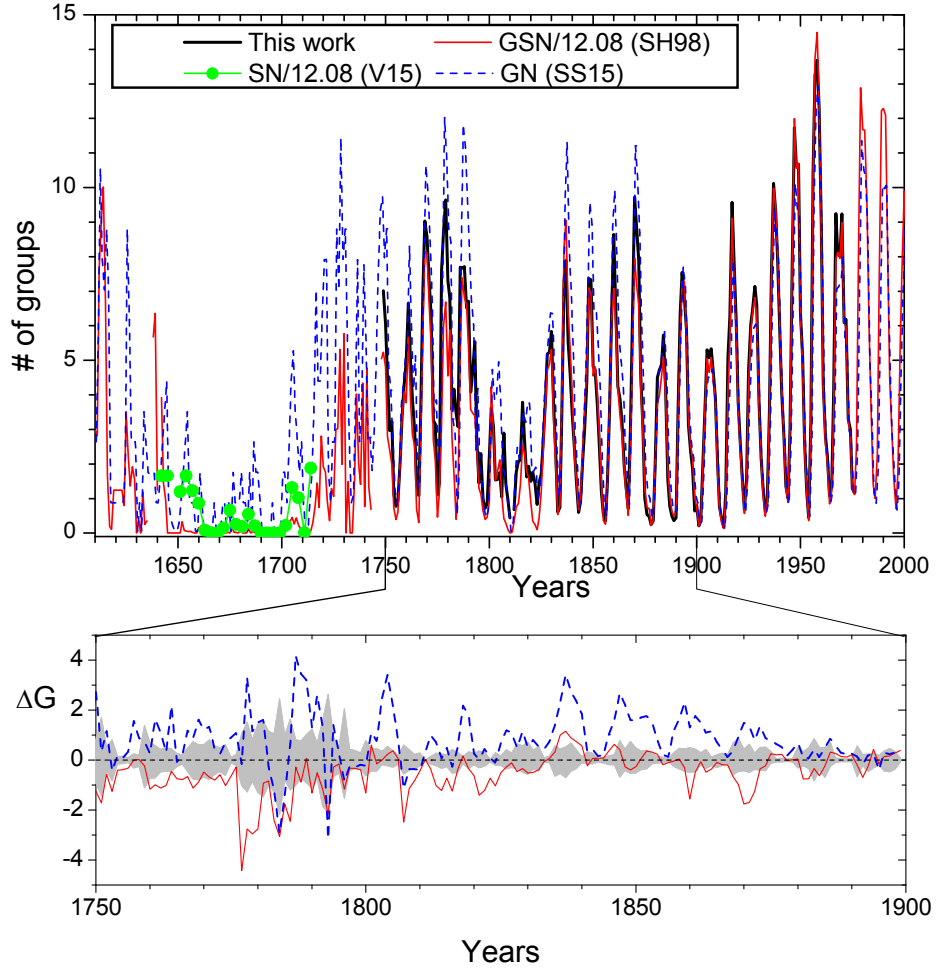 15
This work
GSN/12.08 (SH98)
SN/12.08 (V15)
GN (SS15)
10
5
0
# of groups
1650
1700
1750
1800
1850
1900
1950
2000
Years
4
2
0
-2
-4
ΔG
1750
1800
1850
1900
Years